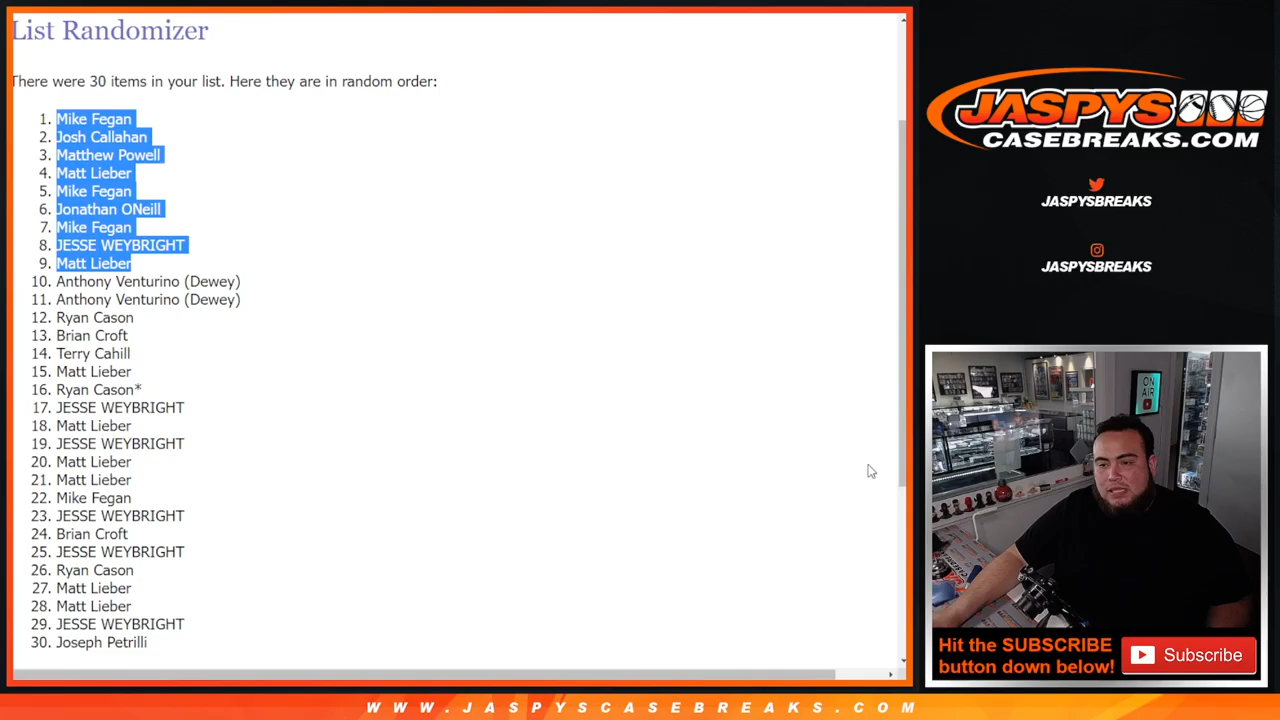 List Randomizer
There were 30 items in your list. Here they are in random order:
1. Mike Fegan
2. Josh Callahan
3. Matthew Powell
4. Matt Lieber
5. Mike Fegan
6. Jonathan ONeill
7. Mike Fegan
8. JESSE WEYBRIGHT
9. Matt Lieber
10. Anthony Venturino (Dewey)
11. Anthony Venturino (Dewey)
12. Ryan Cason
13. Brian Croft
14. Terry Cahill
15. Matt Lieber
16. Ryan Cason*
17. JESSE WEYBRIGHT
18. Matt Lieber
19. JESSE WEYBRIGHT
20. Matt Lieber
21. Matt Lieber
22. Mike Fegan
23. JESSE WEYBRIGHT
24. Brian Croft
25. JESSE WEYBRIGHT
26. Ryan Cason
27. Matt Lieber
28. Matt Lieber
29. JESSE WEYBRIGHT
30. Joseph Petrilli
JASPYS
CASEBREAKS.COM
JASPYSBREAKS
JASPYSBREAKS
ON
AIR
Hit the SUBSCRIBE
button down below!
Subscribe
WWW.JASPYSCASEBREAKS.COM